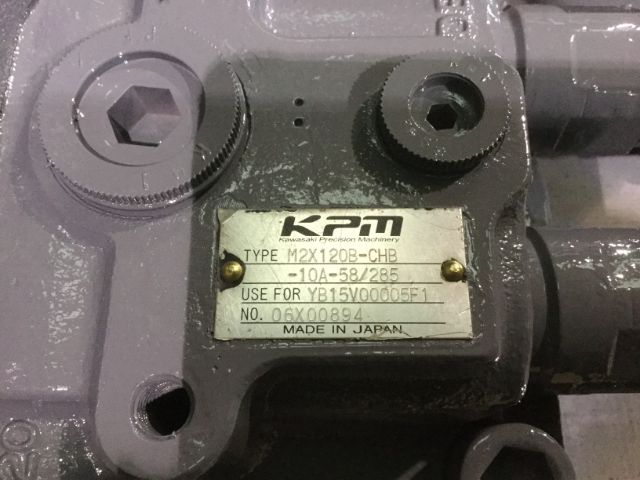 KPM
Kawasaki Precision Machinery
TYPE M2X120B-CHB
-10A-58/285
USE FOR YB15V00005F1
NO. 06X00894
MADE IN JAPAN